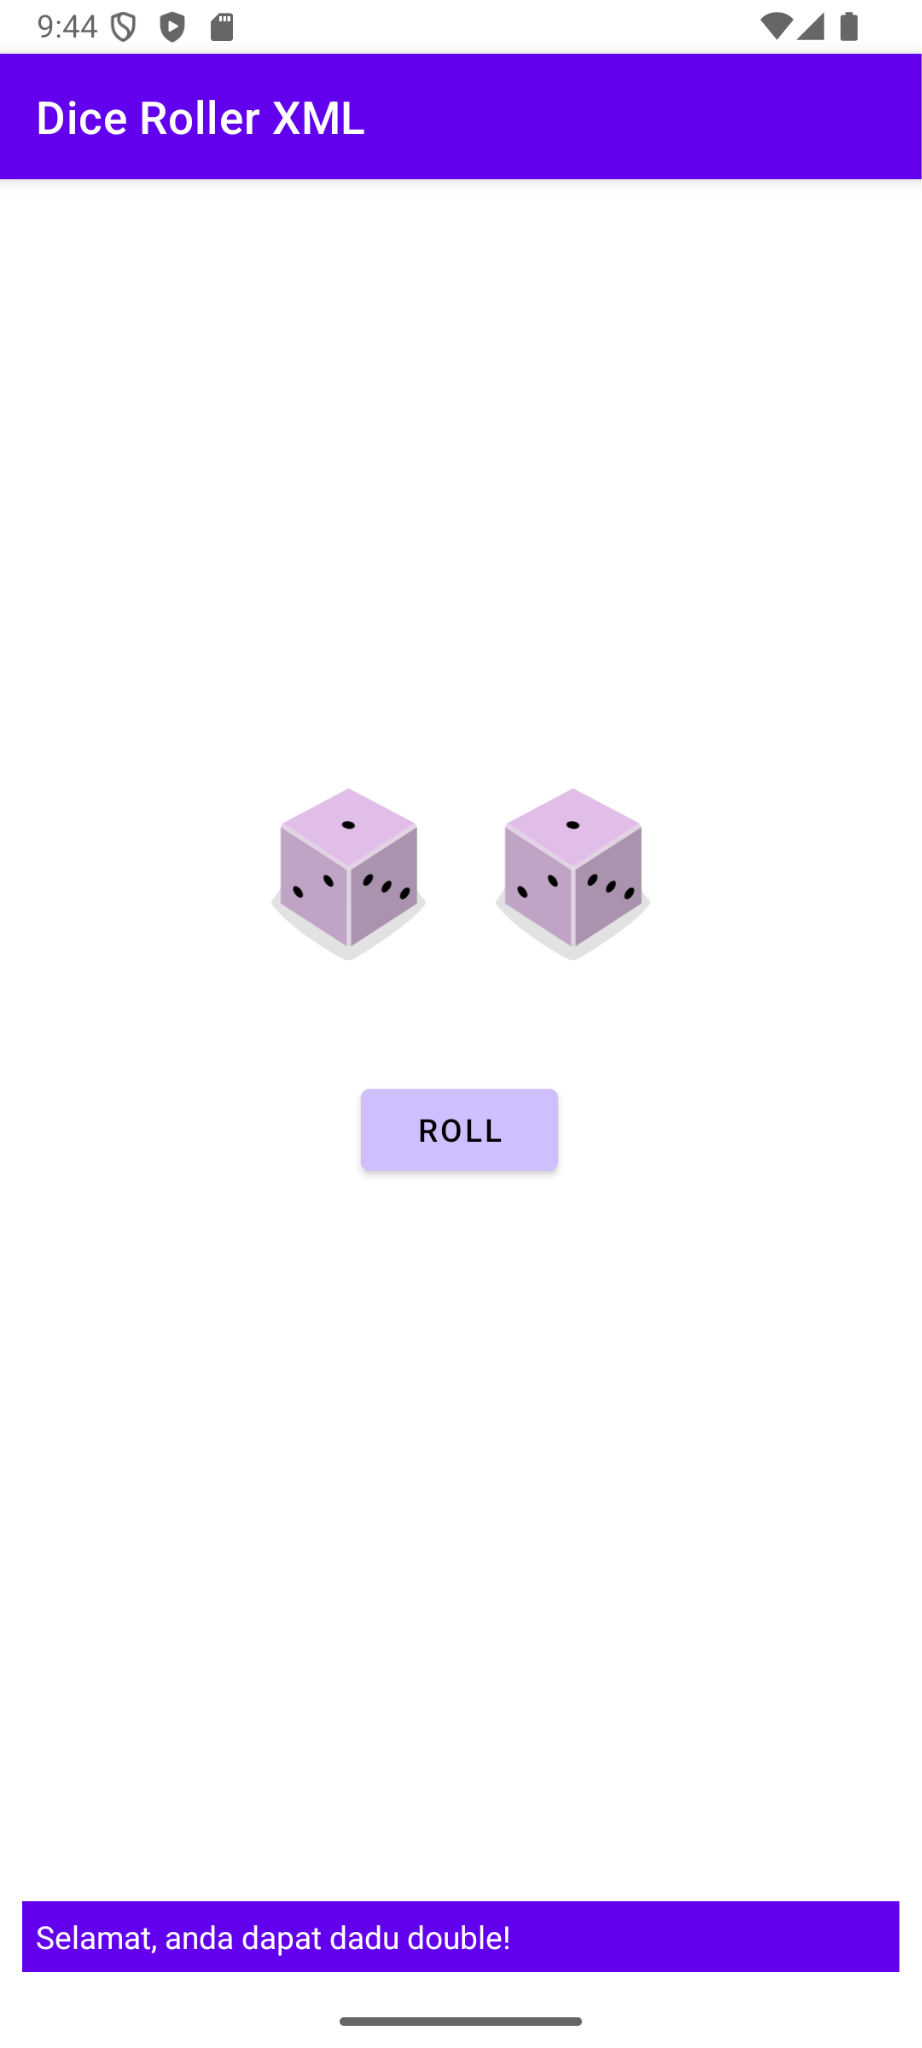 9:44
Dice Roller XML
ROLL
Selamat, anda dapat dadu double!